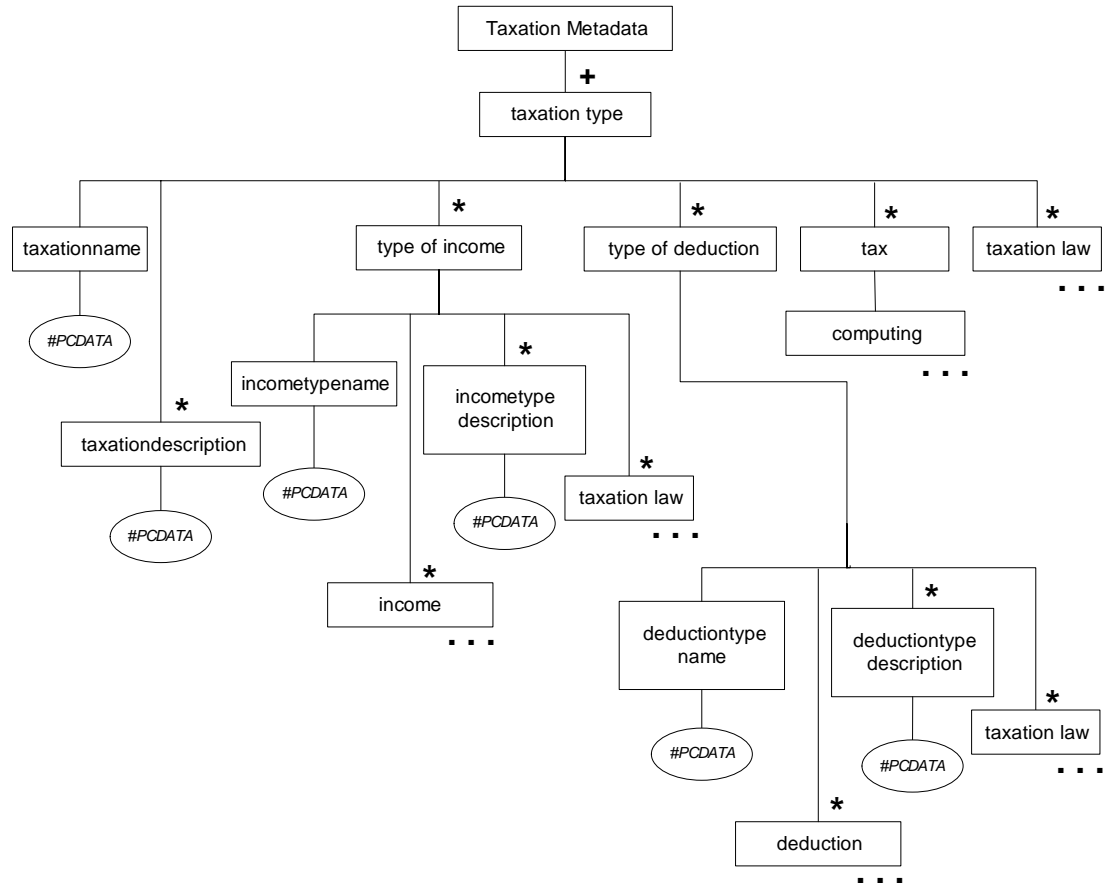 Taxation Metadata
+
taxation type
* * * *
taxationname
type of income
type of deduction
tax
taxation law
. . .
#PCDATA
computing
. . .
*
taxationdescription
#PCDATA
incometypename
#PCDATA
*
incometype
description
#PCDATA
*
taxation law
. . .
*
income
. . .
deductiontype
name
#PCDATA
*
deductiontype
description
#PCDATA
*
taxation law
. . .
*
deduction
. . .